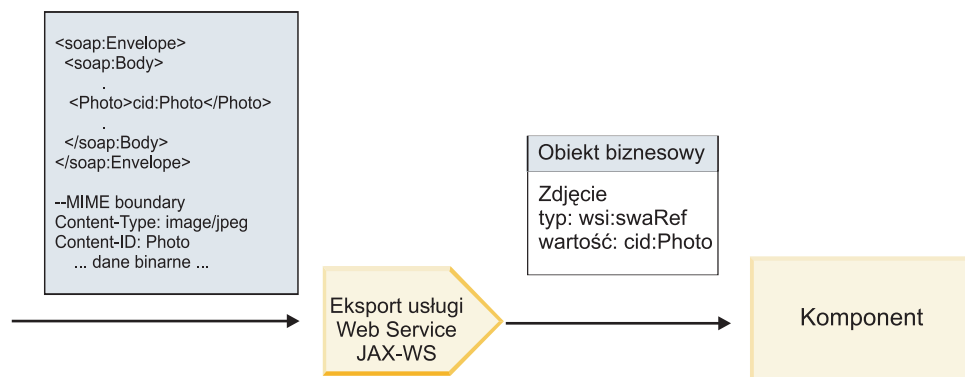 <soap:Envelope>
<soap:Body>
.
<Photo>cid:Photo</Photo>
.
</soap:Body>
</soap:Envelope>
--MIME boundary
Content-Type: image/jpeg
Content-ID: Photo
... dane binarne ...
Eksport usługi
Web Service
JAX-WS
Obiekt biznesowy
Zdjęcie
typ: wsi:swaRef
wartość: cid:Photo
Komponent